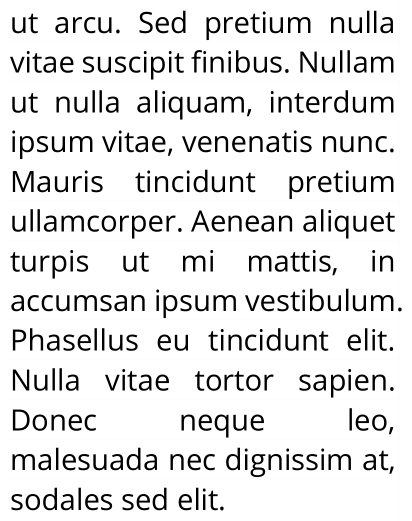 ut arcu. Sed pretium nulla
vitae suscipit finibus. Nullam
ut nulla aliquam, interdum
ipsum vitae, venenatis nunc.
Mauris tincidunt pretium
ullamcorper. Aenean aliquet
turpis ut mi mattis, in
accumsan ipsum vestibulum.
Phasellus eu tincidunt elit.
Nulla vitae tortor sapien.
Donec neque leo,
malesuada nec dignissim at,
sodales sed elit.